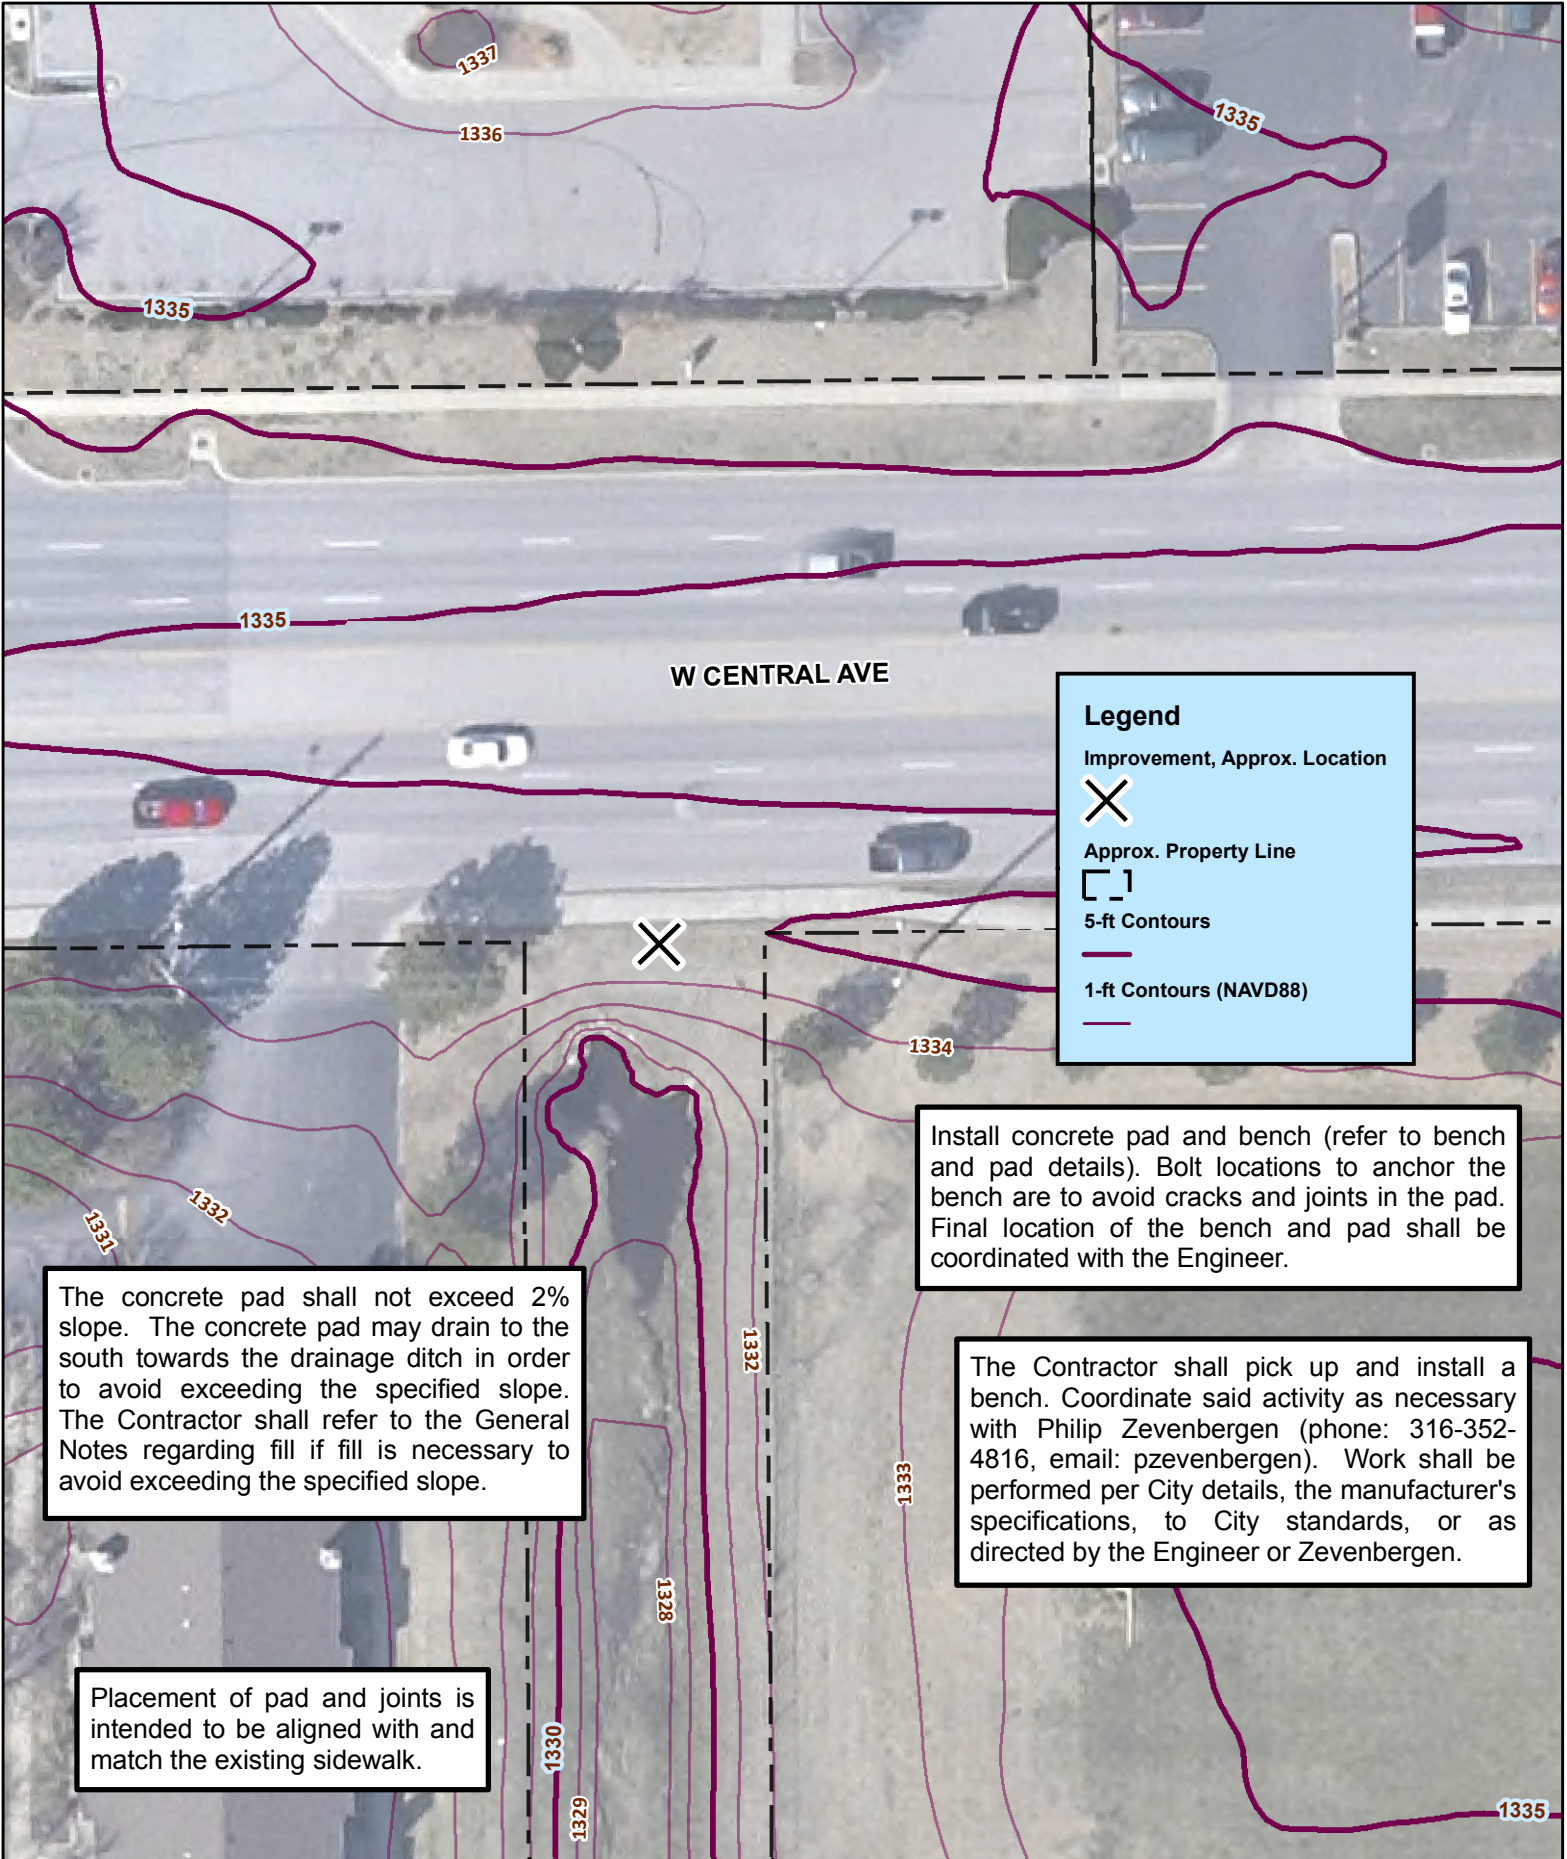 1337
1336
1335
1335
1335
W CENTRAL AVE
Legend
Improvement, Approx. Location
Approx. Property Line
5-ft Contours
1-ft Contours (NAVD88)
1334
Install concrete pad and bench (refer to bench
and pad details). Bolt locations to anchor the
bench are to avoid cracks and joints in the pad.
Final location of the bench and pad shall be
coordinated with the Engineer.
1332
1331
The concrete pad shall not exceed 2%
slope. The concrete pad may drain to the
south towards the drainage ditch in order
to avoid exceeding the specified slope.
The Contractor shall refer to the General
Notes regarding fill if fill is necessary to
avoid exceeding the specified slope.
1332
The Contractor shall pick up and install a
bench. Coordinate said activity as necessary
with Philip Zevenbergen (phone: 316-352-
4816, email: pzevenbergen). Work shall be
performed per City details, the manufacturer's
specifications, to City standards, or as
directed by the Engineer or Zevenbergen.
1333
1328
Placement of pad and joints is
intended to be aligned with and
match the existing sidewalk.
1330
1329
1335